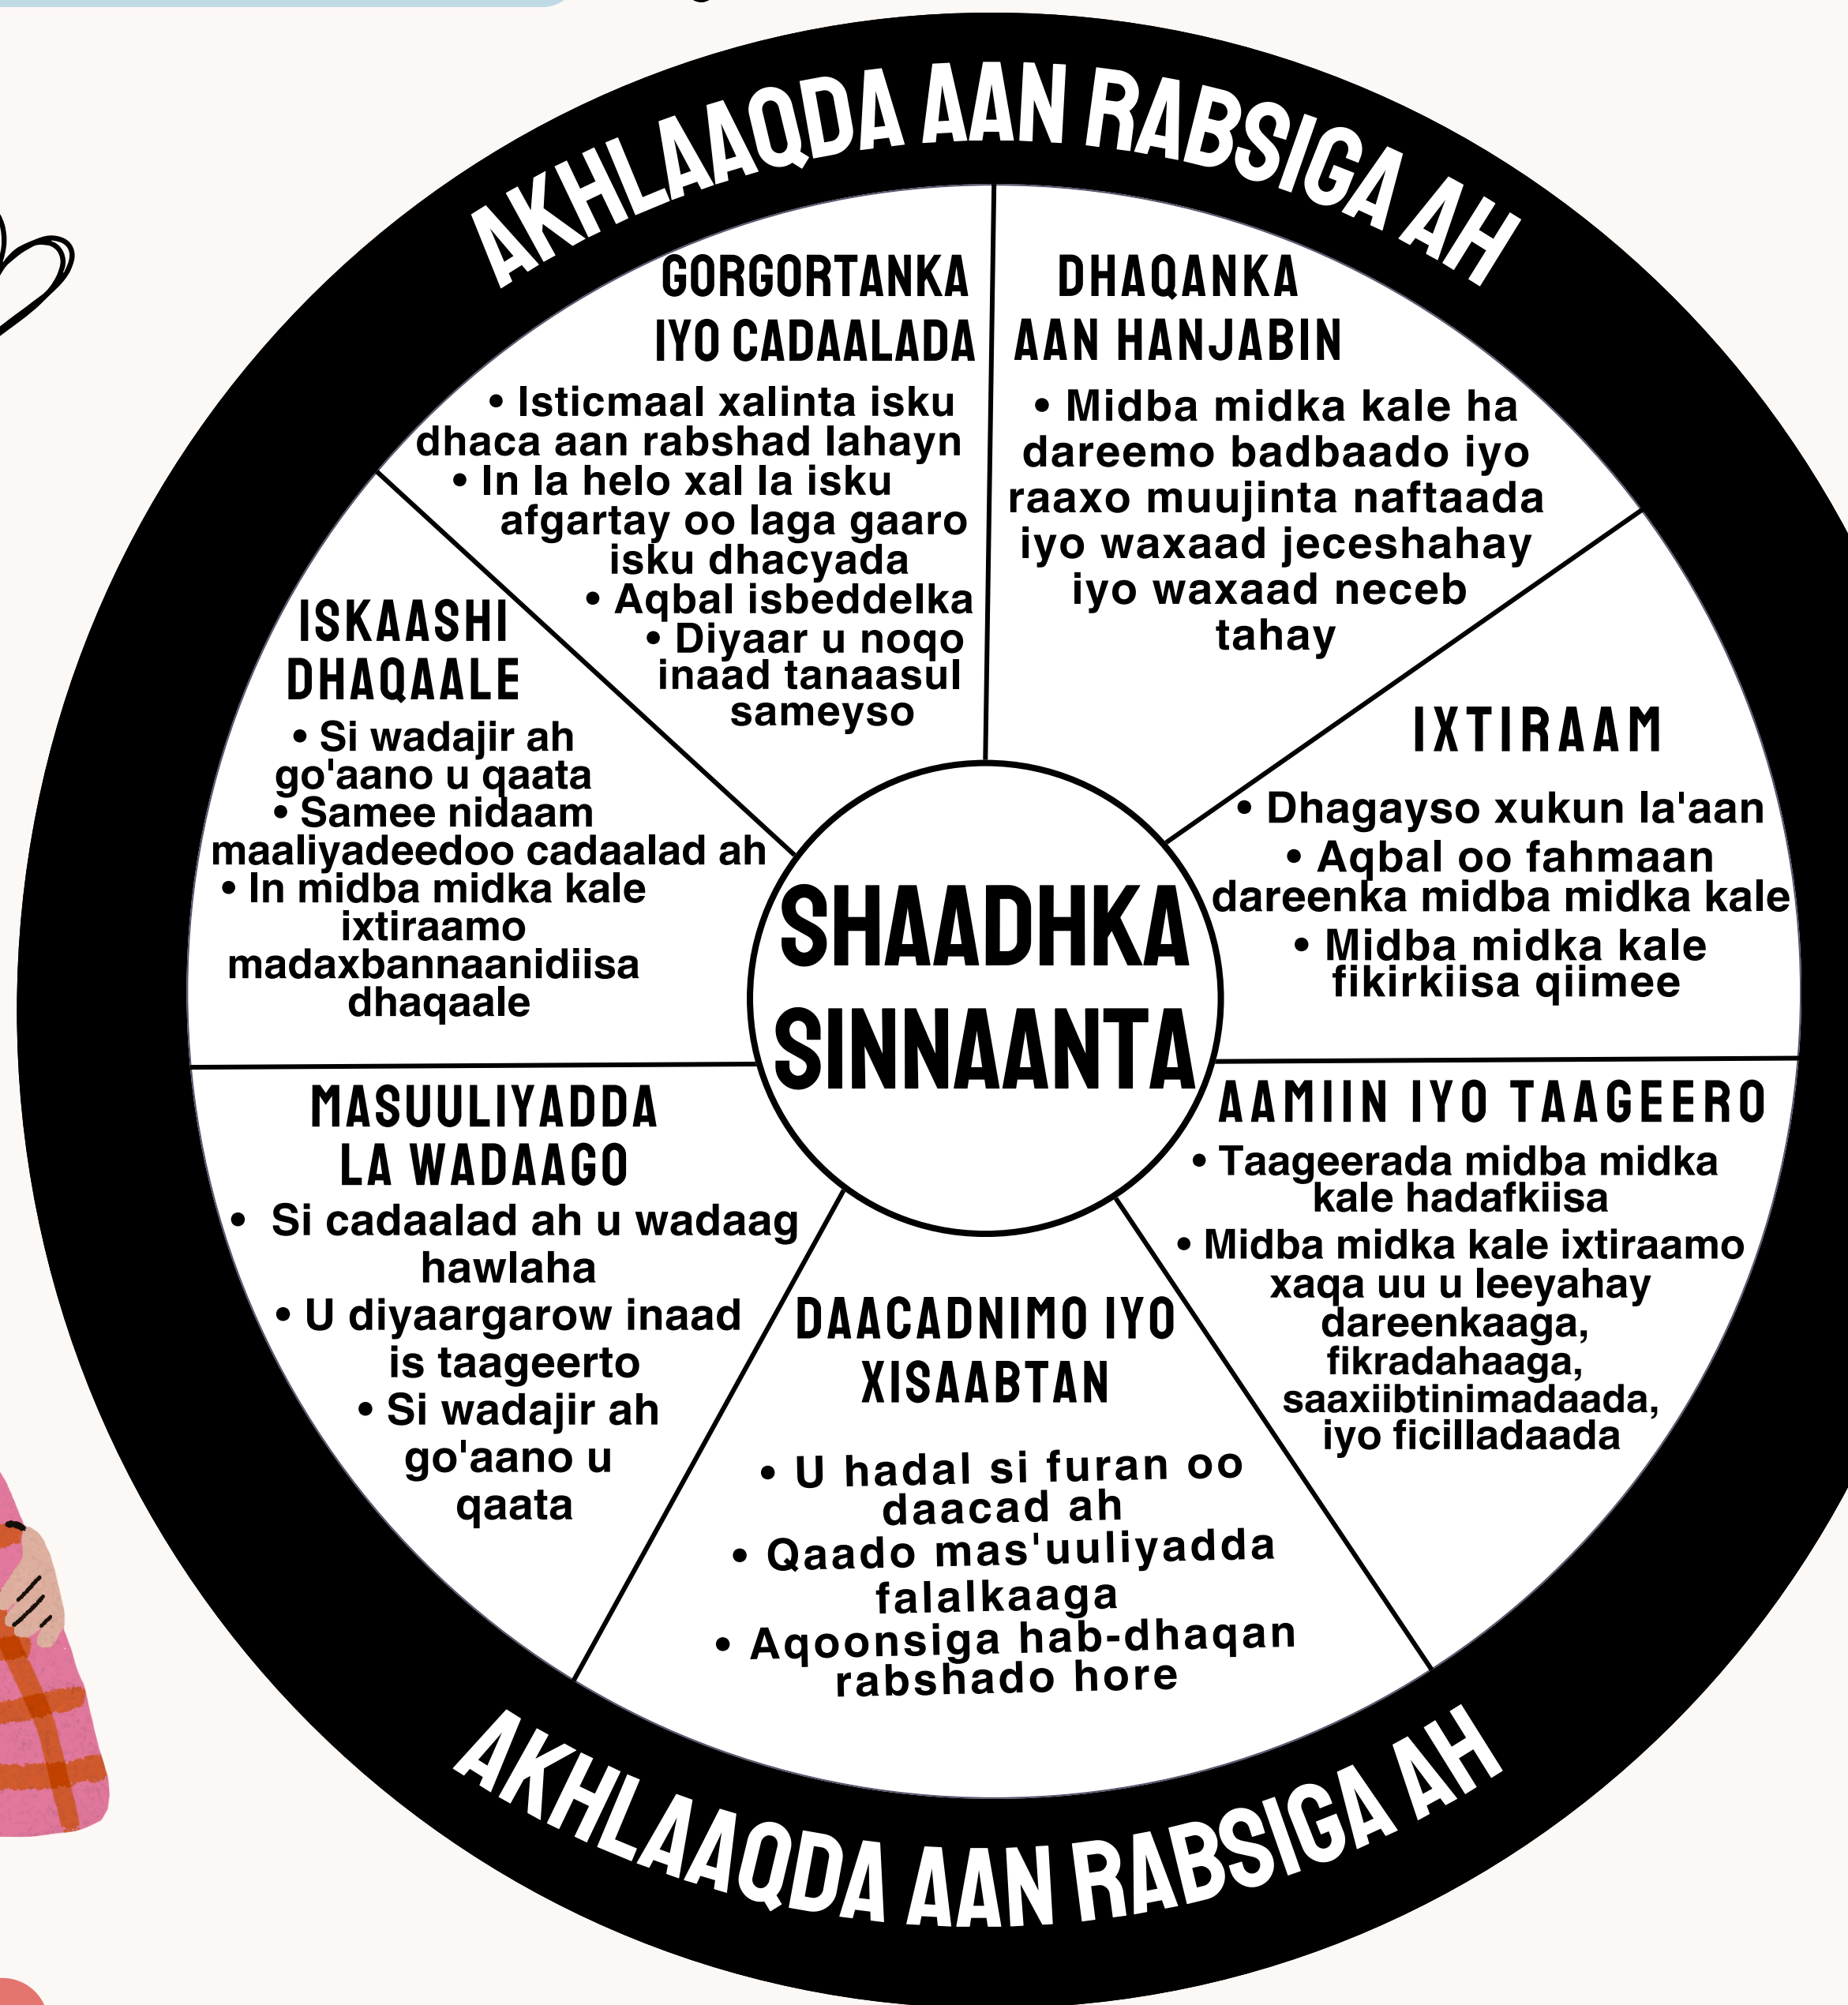 AKHLAAQDA AAN RABSIGA AH
GORGORTANKA
IYO CADAALADA
• Isticmaal xalinta isku
dhaca aan rabshad lahayn
• In la helo xal la isku
afgartay oo laga gaaro
isku dhacyada
• Aqbal isbeddelka
• Diyaar u noqo
inaad tanaasul
sameyso
DHAQANKA
AAN HANJABIN
• Midba midka kale ha
dareemo badbaado iyo
raaxo muujinta naftaada
iyo waxaad jeceshahay
iyo waxaad neceb
tahay
IXTIRAAM
• Dhagayso xukun la'aan
• Aqbal oo fahmaan
dareenka midba midka kale
• Midba midka kale
fikirkiisa qiimee
AAMIIN IYO TAAGEERO
• Taageerada midba midka
kale hadafkiisa
• Midba midka kale ixtiraamo
xaqa uu u leeyahay
dareenkaaga,
fikradahaaga,
saaxiibtinimadaada,
iyo ficilladaada
DAACADNIMO IYO
XISAABTAN
• U hadal si furan oo
daacad ah
• Qaado mas'uuliyadda
falalkaaga
• Aqoonsiga hab-dhaqan
rabshado hore
MASUULIYADDA
LA WADAAGO
• Si cadaalad ah u wadaag
hawlaha
• U diyaargarow inaad
is taageerto
• Si wadajir ah
go'aano u
qaata
ISKAASHI
DHAQAALE
• Si wadajir ah
go'aano u qaata
• Samee nidaam
maaliyadeedoo cadaalad ah
• In midba midka kale
ixtiraamo
madaxbannaanidiisa
dhaqaale
SHAADHKA
SINNAANTA
AKHLAAQDA AAN RABSIGA AH